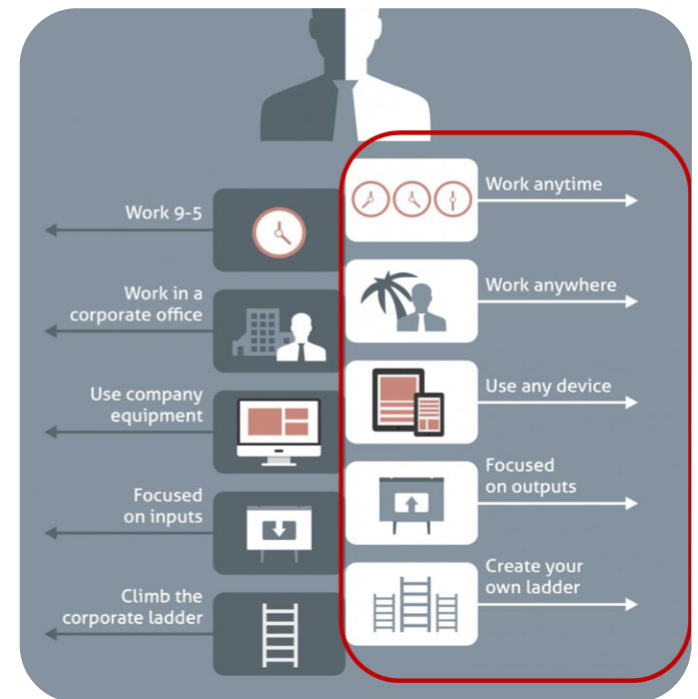 Work 9-5
Work in a
corporate office
Use company
equipment
Focused
on inputs
Climb the
corporate ladder
Work anytime
Work anywhere
Use any device
Focused
on outputs
Create your
own ladder